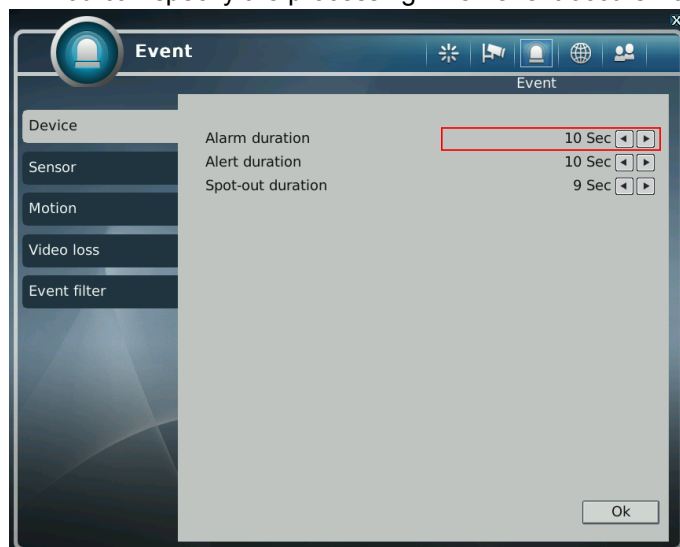 Event
Event
Device
Sensor
Motion
Video loss
Event filter
Alarm duration 10 Sec
Alert duration 10 Sec
Spot-out duration 9 Sec
Ok